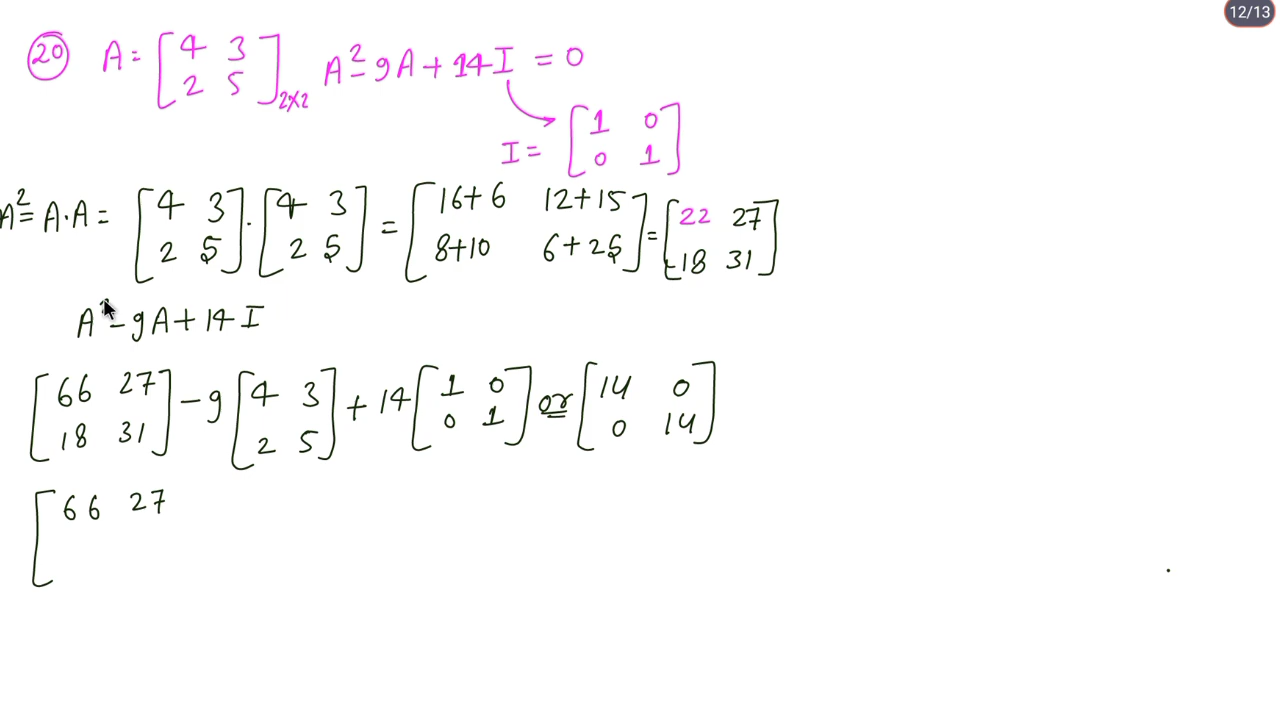 12/13
20 A = [4 3 2 5] 2×2 A² - 9A + 14I = 0
I = [1 0 0 1]
A² = A·A = [4 3 2 5] · [4 3 2 5] = [16+6 12+15 8+10 6+25] = [22 27 18 31]
A² - 9A + 14 I
[66 27 18 31] - 9 [4 3 2 5] + 14 [1 0 0 1] or [14 0 0 14]
[66 27